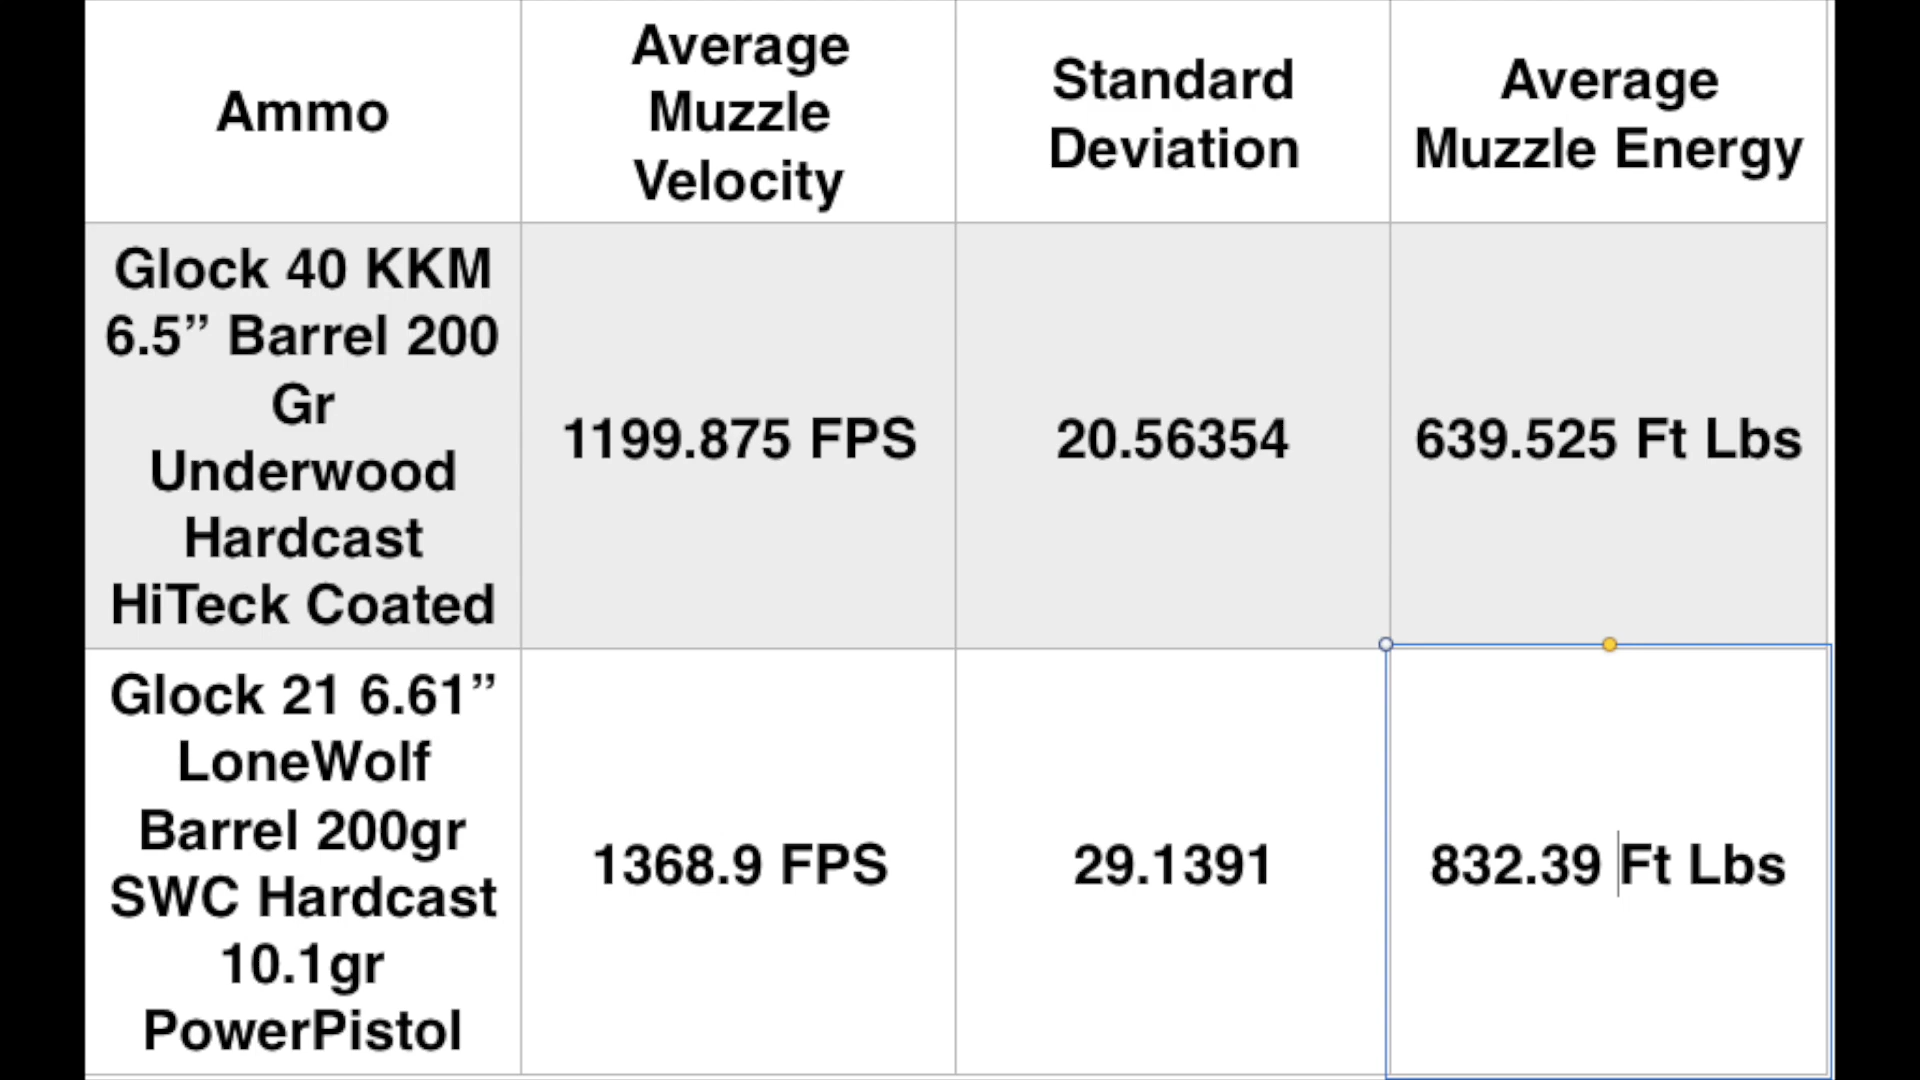 Ammo
Average
Muzzle
Velocity
Standard
Deviation
Average
Muzzle Energy
Glock 40 KKM
6.5” Barrel 200
Gr
Underwood
Hardcast
HiTeck Coated
1199.875 FPS
20.56354
639.525 Ft Lbs
Glock 21 6.61”
LoneWolf
Barrel 200gr
SWC Hardcast
10.1gr
PowerPistol
1368.9 FPS
29.1391
832.39 Ft Lbs